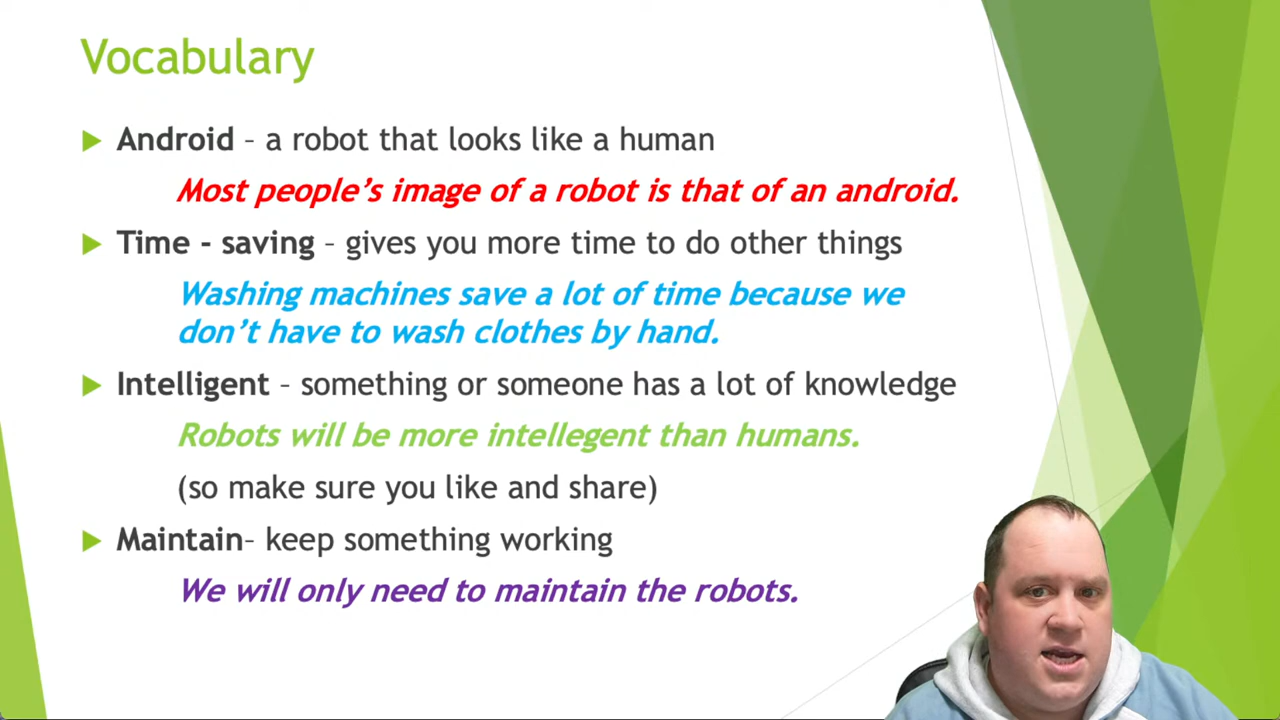 Vocabulary
Android – a robot that looks like a human
Most people's image of a robot is that of an android.
Time - saving – gives you more time to do other things
Washing machines save a lot of time because we
don't have to wash clothes by hand.
Intelligent – something or someone has a lot of knowledge
Robots will be more intellegent than humans.
(so make sure you like and share)
Maintain– keep something working
We will only need to maintain the robots.